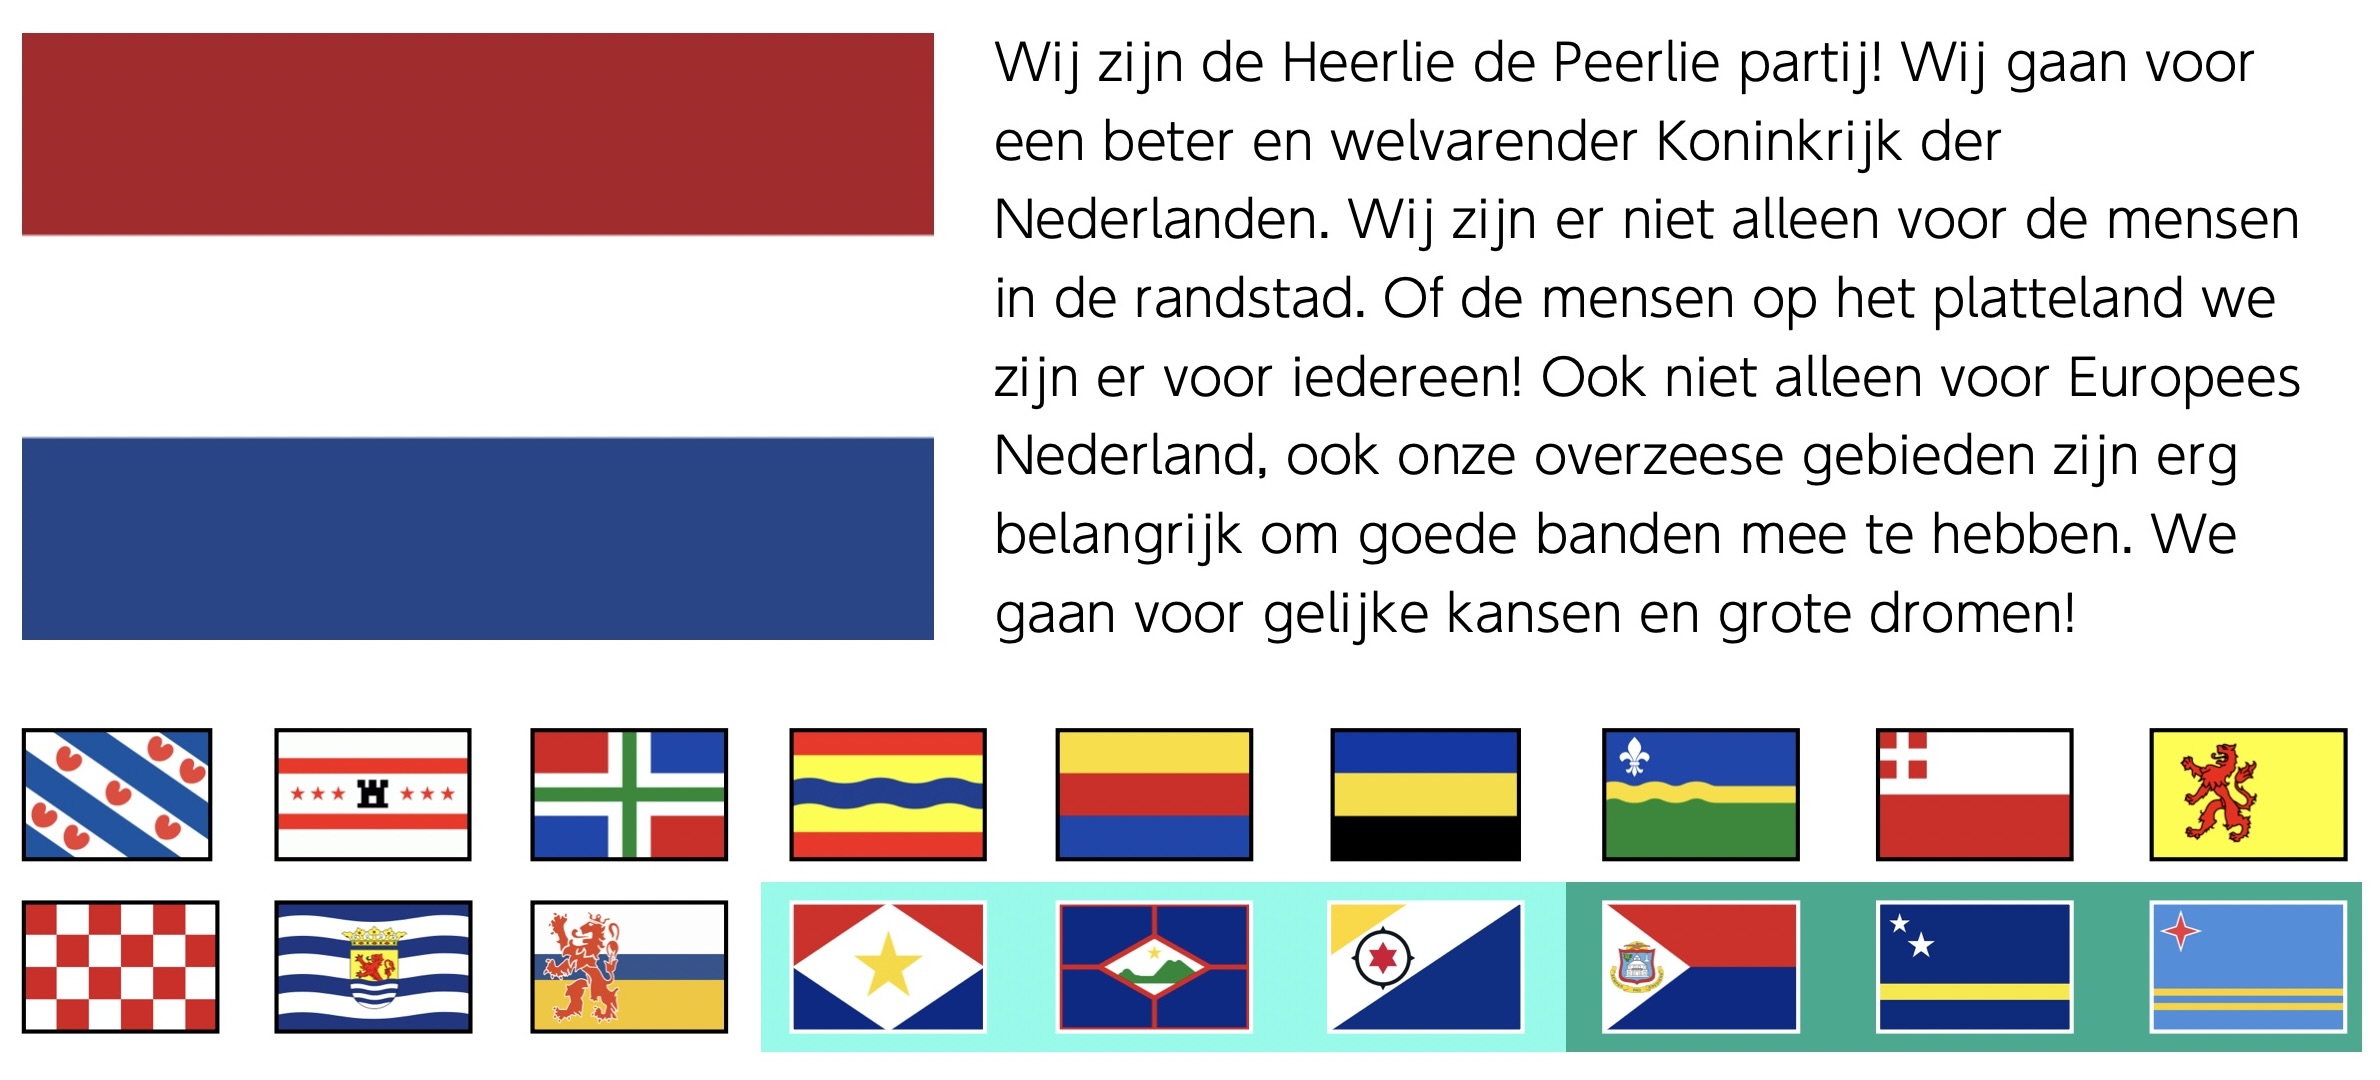 Wij zijn de Heerlie de Peerlie partij! Wij gaan voor
een beter en welvarender Koninkrijk der
Nederlanden. Wij zijn er niet alleen voor de mensen
in de randstad. Of de mensen op het platteland we
zijn er voor iedereen! Ook niet alleen voor Europees
Nederland, ook onze overzeese gebieden zijn erg
belangrijk om goede banden mee te hebben. We
gaan voor gelijke kansen en grote dromen!